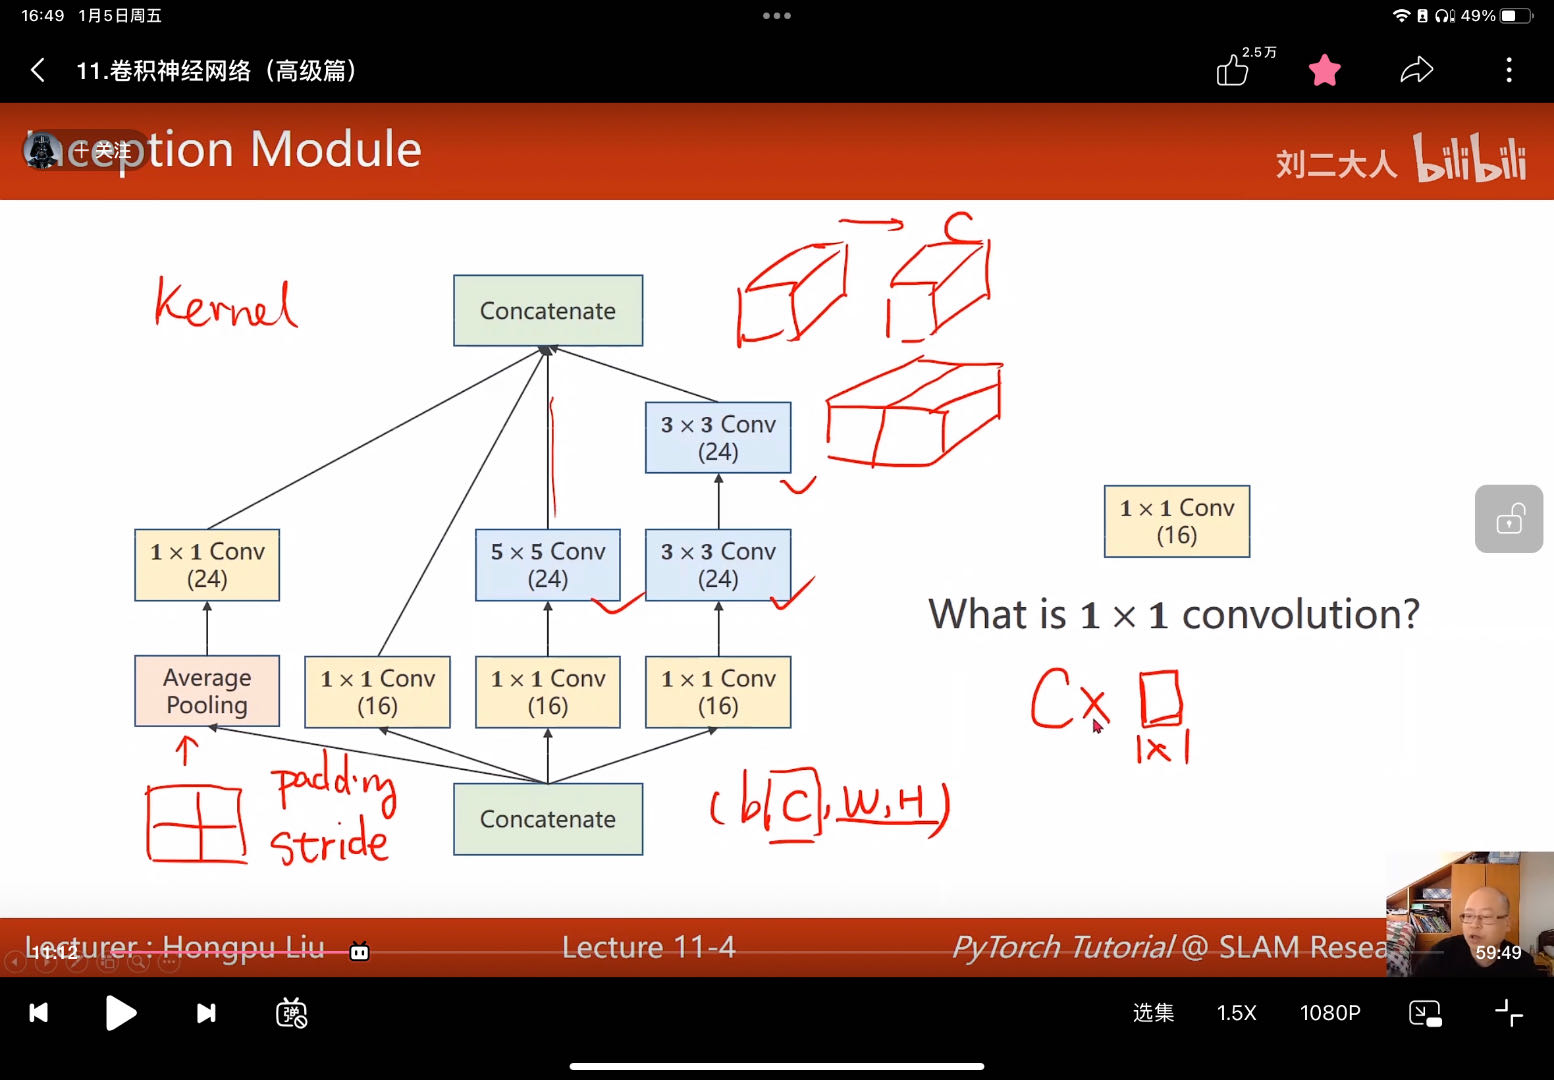 16:49 1月5日周五
49%
11.卷积神经网络（高级篇）
2.5万
Inception Module
十关注
刘二大人 bilibili
C
Kernel
Concatenate
3 × 3 Conv
(24)
1 × 1 Conv
(24)
5 × 5 Conv
(24)
3 × 3 Conv
(24)
1 × 1 Conv
(16)
What is 1 × 1 convolution?
Average
Pooling
1 × 1 Conv
(16)
1 × 1 Conv
(16)
1 × 1 Conv
(16)
C×
1×1
padding
stride
Concatenate
(b, C, W, H)
Lecturer : Hongpu Liu
Lecture 11-4
PyTorch Tutorial @ SLAM Resea
11:12
59:49
弹
选集
1.5X
1080P